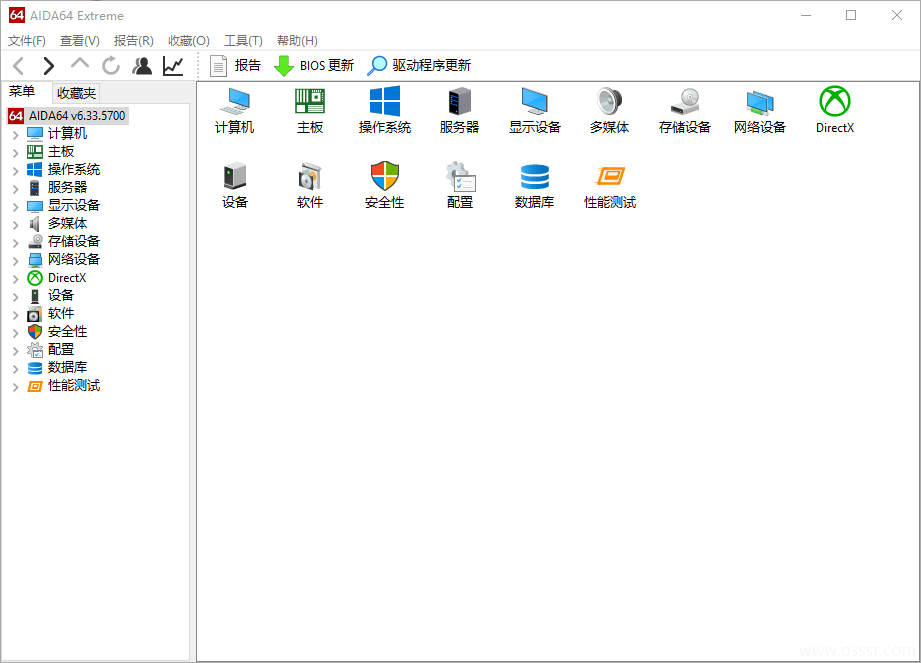 64 AIDA64 Extreme
文件(F) 查看(V) 报告(R) 收藏(O) 工具(T) 帮助(H)
报告 BIOS 更新 驱动程序更新
菜单 收藏夹
64 AIDA64 v6.33.5700
计算机
主板
操作系统
服务器
显示设备
多媒体
存储设备
网络设备
DirectX
设备
软件
安全性
配置
数据库
性能测试
计算机 主板 操作系统 服务器 显示设备 多媒体 存储设备 网络设备 DirectX
设备 软件 安全性 配置 数据库 性能测试
www.osssr.com